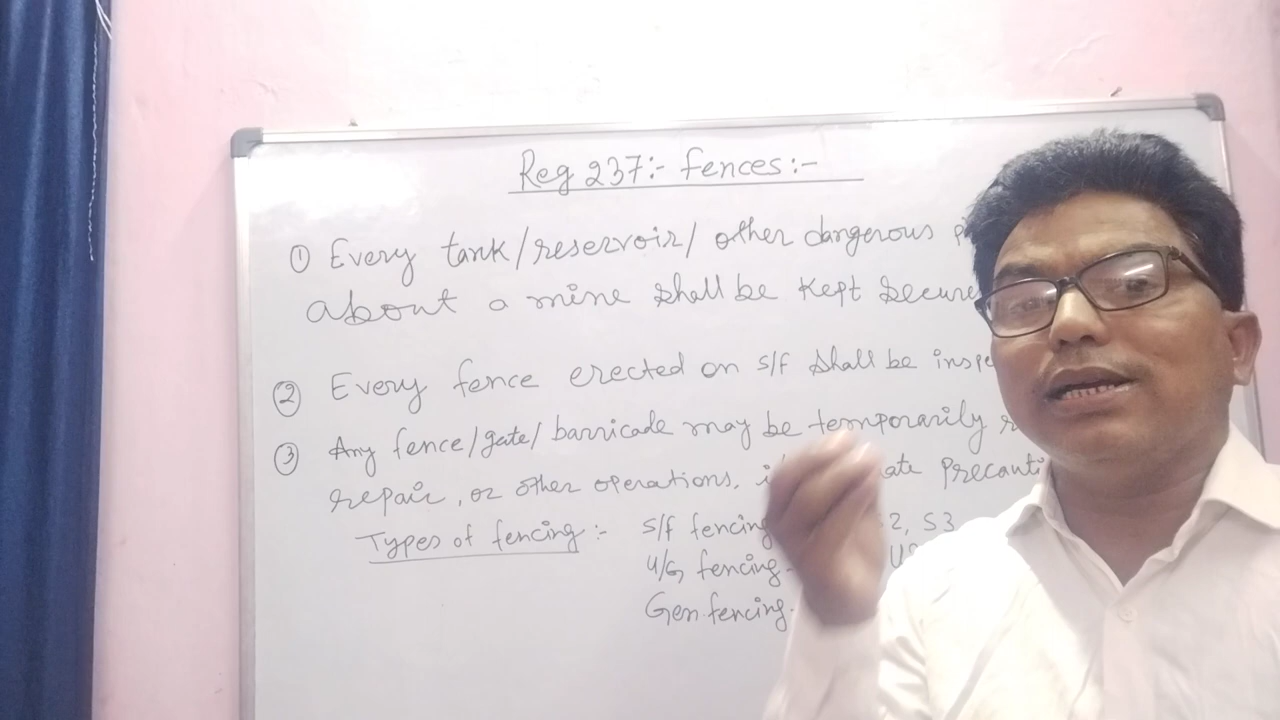 Reg 237:- Fences:-
① Every tank/reservoir/ other dangerous
about a mine shall be kept
② Every fence erected on s/f shall be
③ Any fence/gate/ barricade may be temporarily
repair, or other operations,
Types of fencing :- s/f fencing 2, S3
U/G fencing-
Gen. fencing-